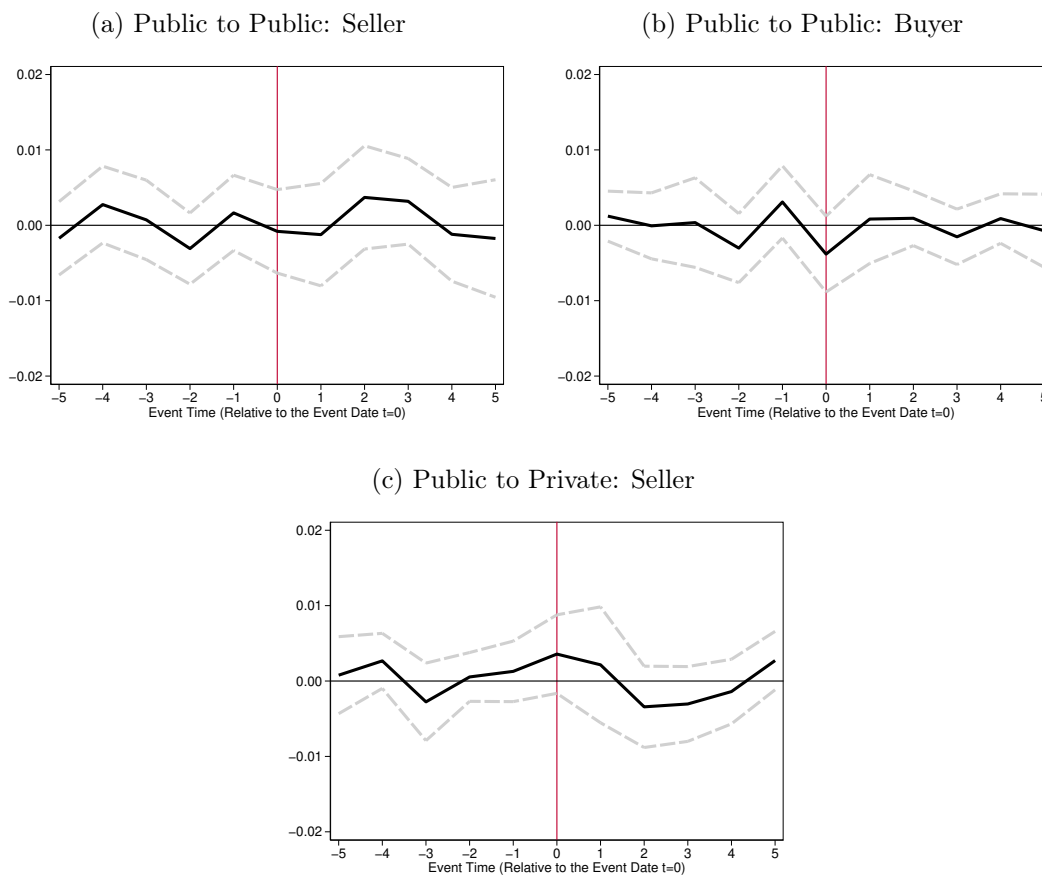 (a) Public to Public: Seller
(b) Public to Public: Buyer
0.02
0.01
0.00
−0.01
−0.02
−5 −4 −3 −2 −1 0 1 2 3 4 5
Event Time (Relative to the Event Date t=0)
0.02
0.01
0.00
−0.01
−0.02
−5 −4 −3 −2 −1 0 1 2 3 4 5
Event Time (Relative to the Event Date t=0)
(c) Public to Private: Seller
0.02
0.01
0.00
−0.01
−0.02
−5 −4 −3 −2 −1 0 1 2 3 4 5
Event Time (Relative to the Event Date t=0)